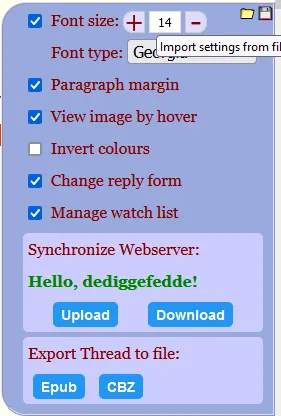 Font size: + 14 -
Import settings from fil
Font type: Georgia
Paragraph margin
View image by hover
Invert colours
Change reply form
Manage watch list
Synchronize Webserver:
Hello, dediggefedde!
Upload Download
Export Thread to file:
Epub CBZ